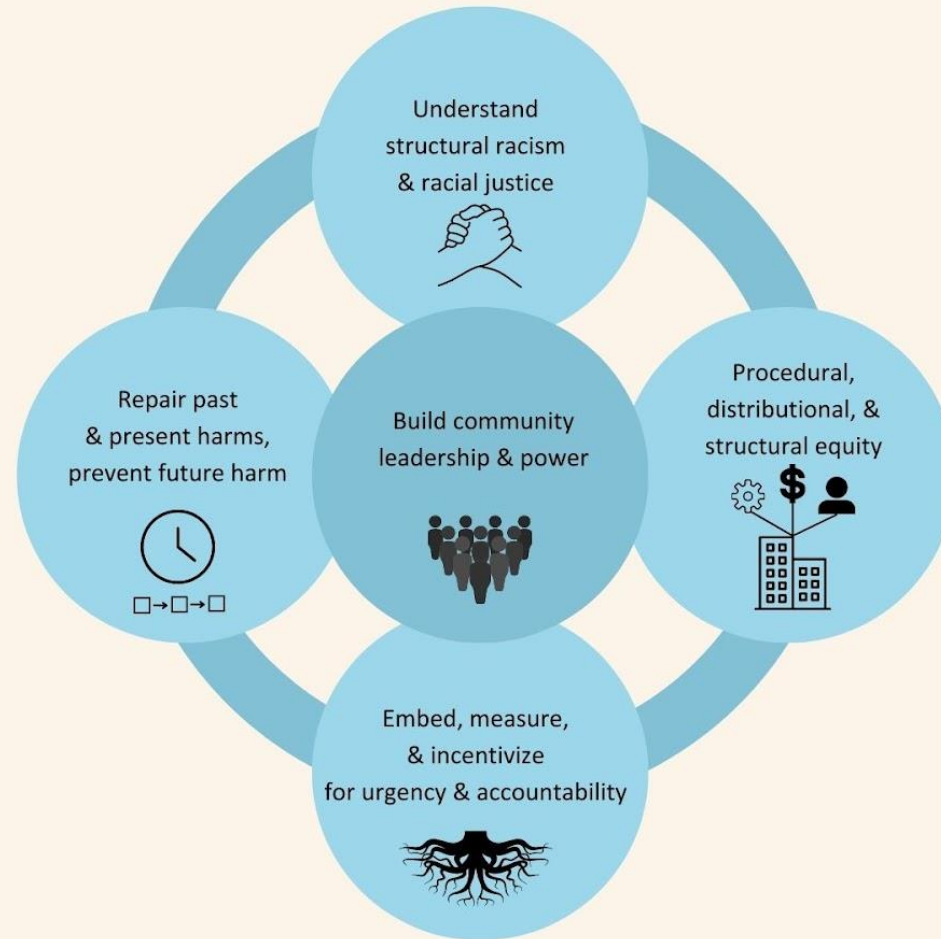 Understand
structural racism
& racial justice
Repair past
& present harms,
prevent future harm
Build community
leadership & power
Procedural,
distributional, &
structural equity
$
Embed, measure,
& incentivize
for urgency & accountability